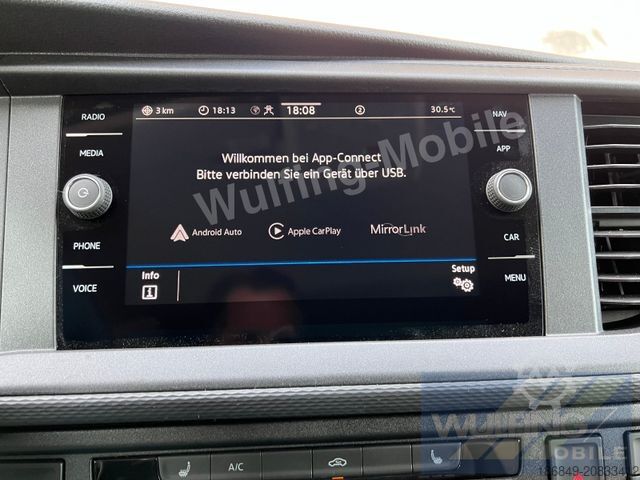 RADIO
MEDIA
PHONE
VOICE
3 km 18:13 18:08 2 30.5°C
Willkommen bei App-Connect
Bitte verbinden Sie ein Gerät über USB.
Android Auto Apple CarPlay MirrorLink
Info Setup
NAV
APP
CAR
MENU
A/C
Wulfing-Mobile
WULFING
MOBILE